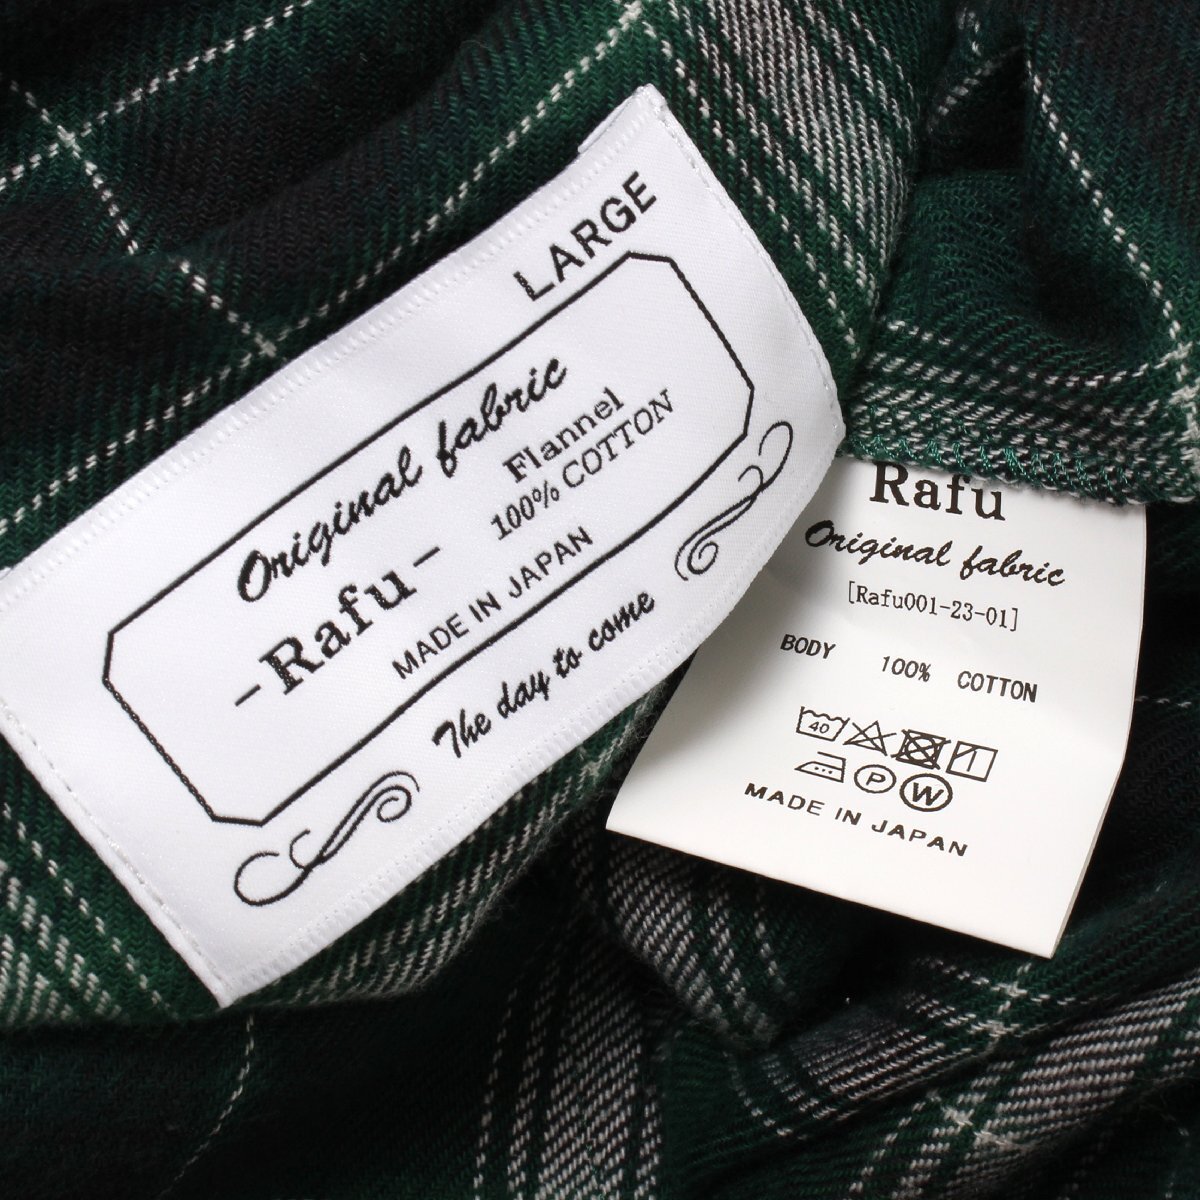 LARGE
Original fabric
-Rafu-
Flannel
100% COTTON
MADE IN JAPAN
The day to come
Rafu
Original fabric
[Rafu001-23-01]
BODY 100% COTTON
40
1
P W
MADE IN JAPAN